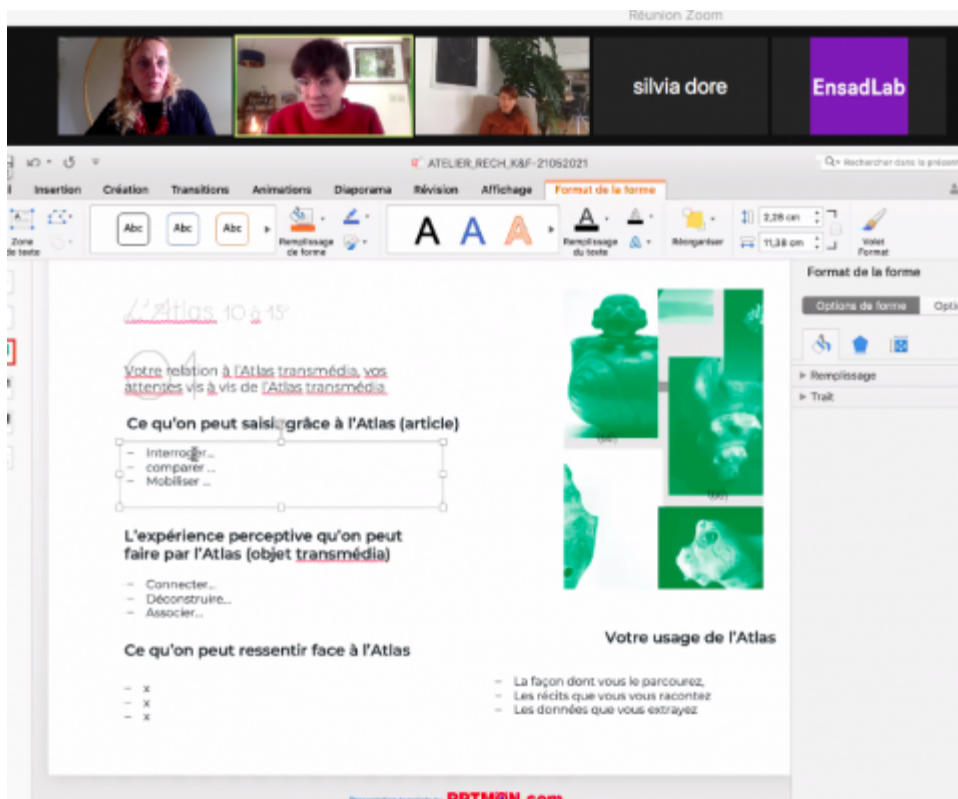 Réunion Zoom
silvia dore
EnsadLab
ATELIER_RECH_K&F-21052021
Rechercher dans la présent
Insertion Création Transitions Animations Diaporama Révision Affichage Format de la forme
Abc Abc Abc
A A A
A A
2,28 cm
11,38 cm
Zone
de texte
Remplissage
de forme
Remplissage
du texte
Réorganiser
Volet
Format
Format de la forme
Options de forme Optio
Remplissage
Trait
L'Atlas 10 à 15'
01
Votre relation à l'Atlas transmédia, vos
attentes vis à vis de l'Atlas transmédia
Ce qu'on peut saisir grâce à l'Atlas (article)
– Interroger...
– comparer ...
– Mobiliser ...
L'expérience perceptive qu'on peut
faire par l'Atlas (objet transmédia)
– Connecter...
– Déconstruire...
– Associer...
Ce qu'on peut ressentir face à l'Atlas
– x
– x
– x
Votre usage de l'Atlas
– La façon dont vous le parcourez,
– Les récits que vous vous racontez
– Les données que vous extrayez